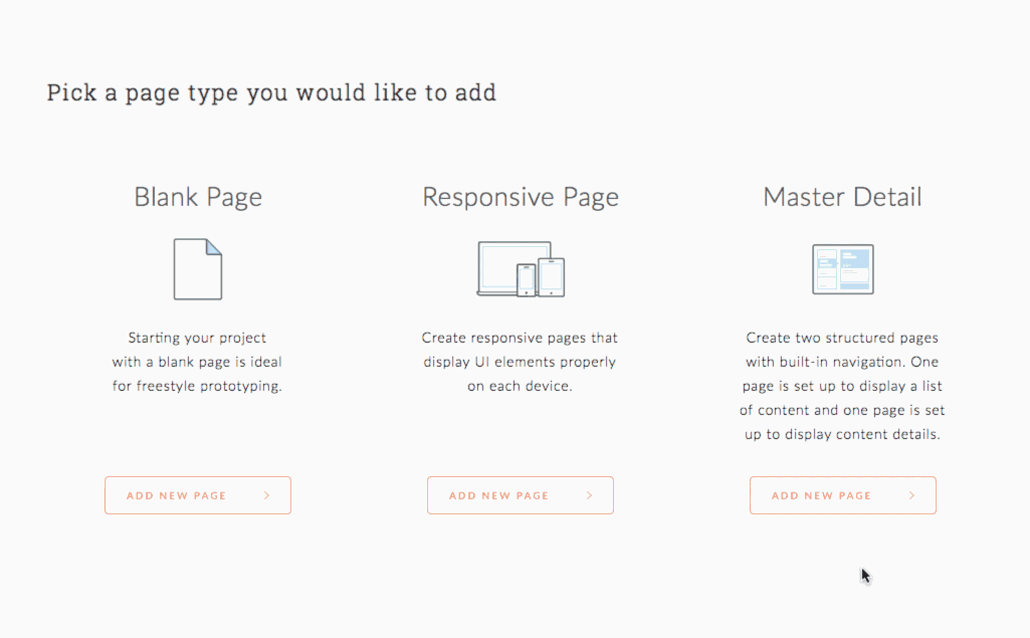 Pick a page type you would like to add
Blank Page
Starting your project
with a blank page is ideal
for freestyle prototyping.
ADD NEW PAGE
Responsive Page
Create responsive pages that
display UI elements properly
on each device.
ADD NEW PAGE
Master Detail
Create two structured pages
with built-in navigation. One
page is set up to display a list
of content and one page is set
up to display content details.
ADD NEW PAGE